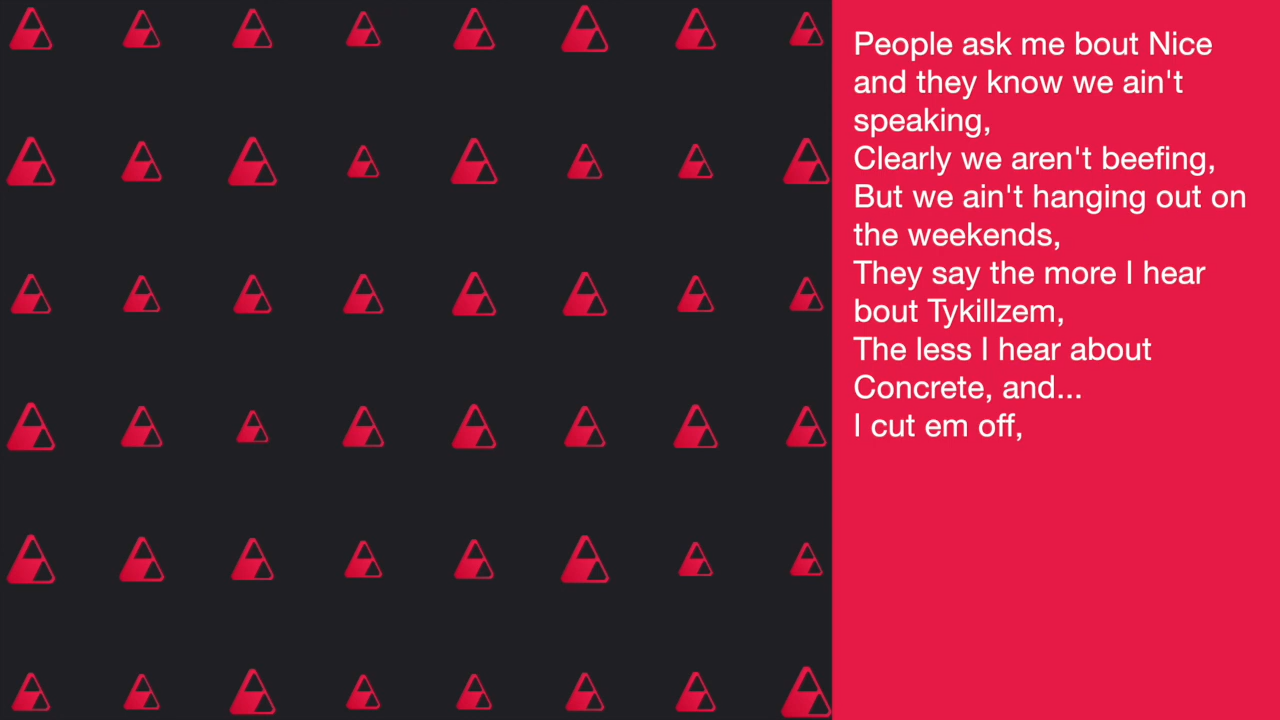 People ask me bout Nice
and they know we ain't
speaking,
Clearly we aren't beefing,
But we ain't hanging out on
the weekends,
They say the more I hear
bout Tykillzem,
The less I hear about
Concrete, and...
I cut em off,